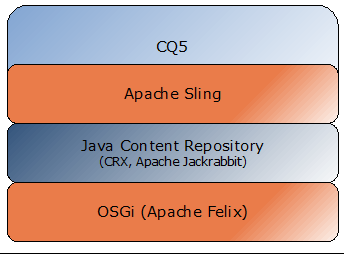 CQ5
Apache Sling
Java Content Repository
(CRX, Apache Jackrabbit)
OSGi (Apache Felix)